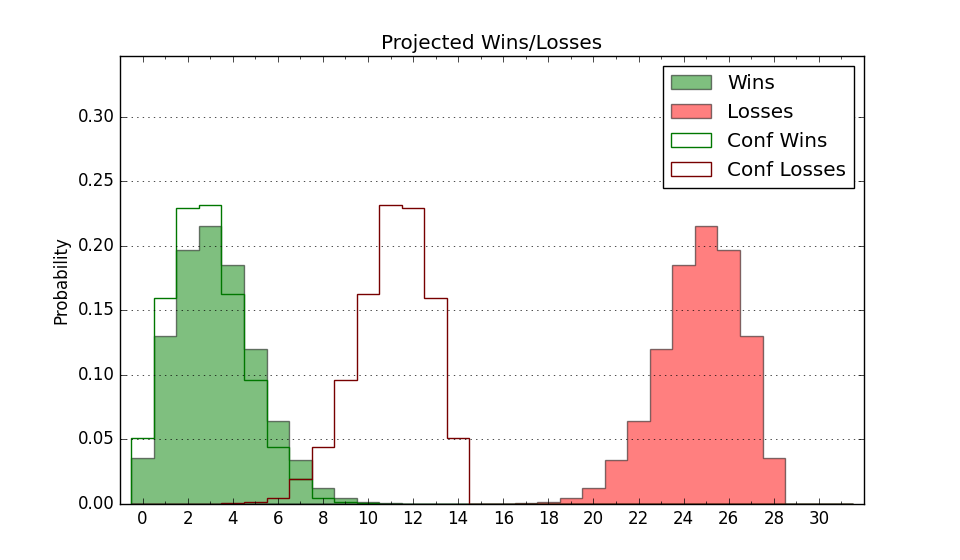 Projected Wins/Losses
Wins
Losses
Conf Wins
Conf Losses
Probability
0.30
0.25
0.20
0.15
0.10
0.05
0.00
0 2 4 6 8 10 12 14 16 18 20 22 24 26 28 30